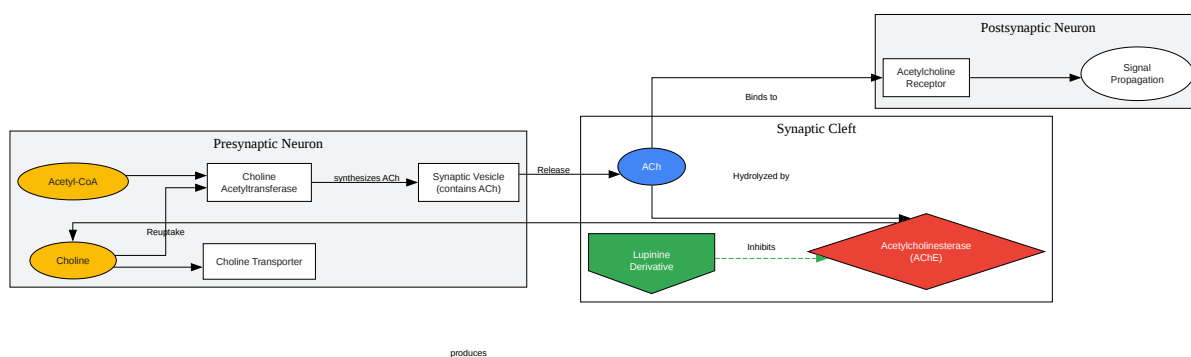 Postsynaptic Neuron
Acetylcholine
Receptor
Signal
Propagation
Binds to
Synaptic Cleft
Presynaptic Neuron
Acetyl-CoA
Choline
Acetyltransferase
synthesizes ACh
Synaptic Vesicle
(contains ACh)
Release
ACh
Hydrolyzed by
Reuptake
Choline
Choline Transporter
Lupinine
Derivative
Inhibits
Acetylcholinesterase
(AChE)
produces